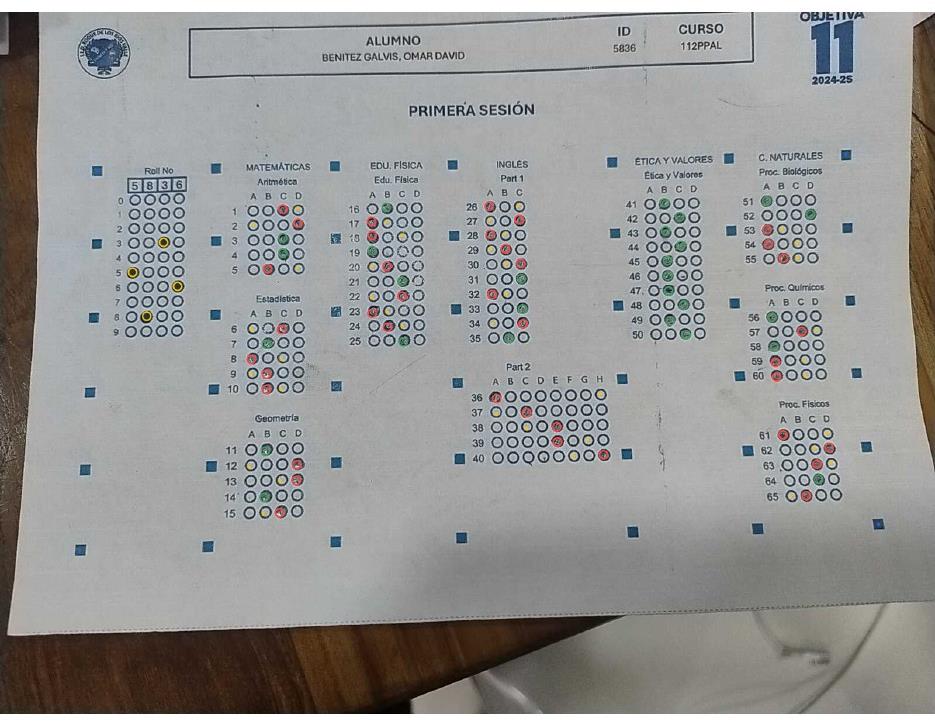 OBJETIVA
11
2024-25
ALUMNO
BENITEZ GALVIS, OMAR DAVID
ID
5836
CURSO
112PPAL
PRIMERA SESIÓN
Roll No
5 8 3 6
0
1
2
3
4
5
6
7
8
9
MATEMÁTICAS
Aritmética
A B C D
1
2
3
4
5
Estadística
A B C D
6
7
8
9
10
Geometría
A B C D
11
12
13
14
15
EDU. FÍSICA
Edu. Física
A B C D
16
17
18
19
20
21
22
23
24
25
INGLÉS
Part 1
A B C
26
27
28
29
30
31
32
33
34
35
Part 2
A B C D E F G H
36
37
38
39
40
ÉTICA Y VALORES
Ética y Valores
A B C D
41
42
43
44
45
46
47
48
49
50
C. NATURALES
Proc. Biológicos
A B C D
51
52
53
54
55
Proc. Químicos
A B C D
56
57
58
59
60
Proc. Físicos
A B C D
61
62
63
64
65